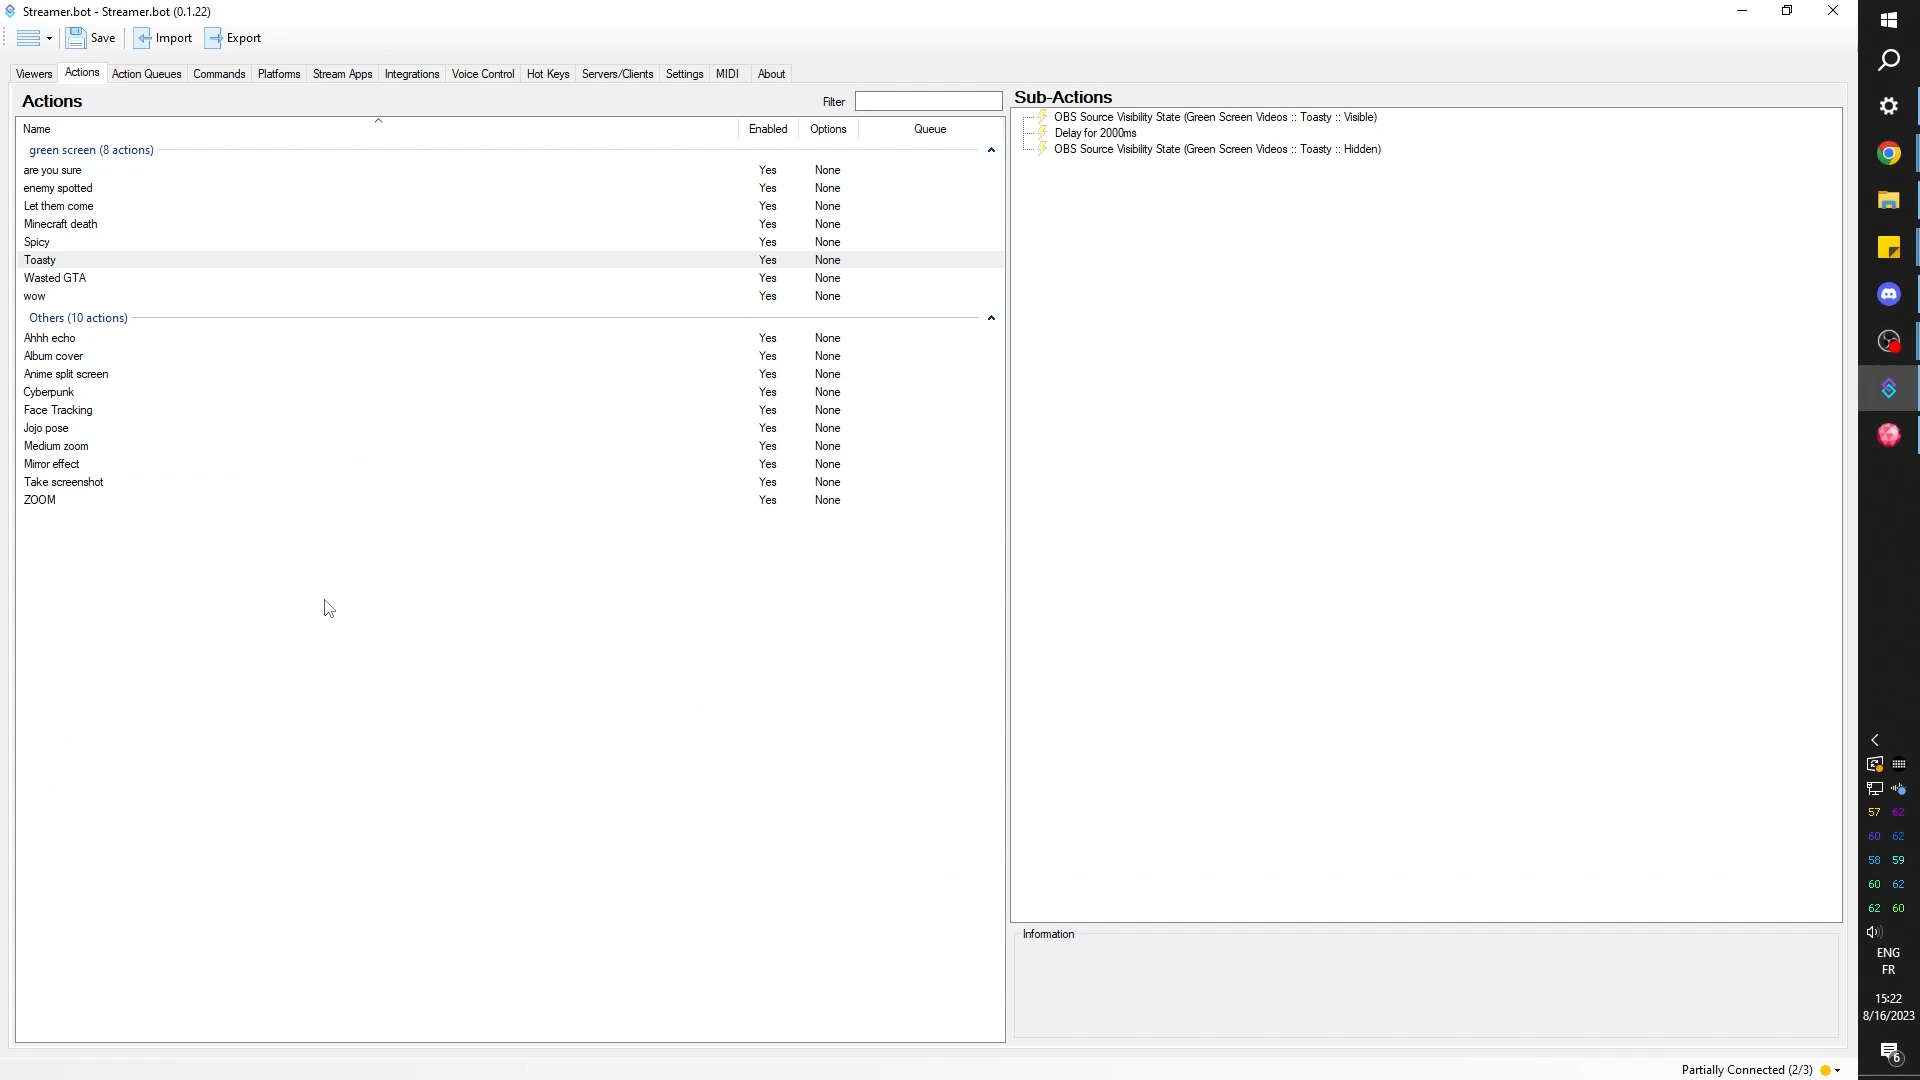 Streamer.bot - Streamer.bot (0.1.22)
Save Import Export
Viewers Actions Action Queues Commands Platforms Stream Apps Integrations Voice Control Hot Keys Servers/Clients Settings MIDI About
Actions
Filter
Name Enabled Options Queue
green screen (8 actions)
are you sure Yes None
enemy spotted Yes None
Let them come Yes None
Minecraft death Yes None
Spicy Yes None
Toasty Yes None
Wasted GTA Yes None
wow Yes None
Others (10 actions)
Ahhh echo Yes None
Album cover Yes None
Anime split screen Yes None
Cyberpunk Yes None
Face Tracking Yes None
Jojo pose Yes None
Medium zoom Yes None
Mirror effect Yes None
Take screenshot Yes None
ZOOM Yes None
Sub-Actions
OBS Source Visibility State (Green Screen Videos :: Toasty :: Visible)
Delay for 2000ms
OBS Source Visibility State (Green Screen Videos :: Toasty :: Hidden)
Information
Partially Connected (2/3)
57 62
60 62
58 59
60 62
62 60
ENG
FR
15:22
8/16/2023
6